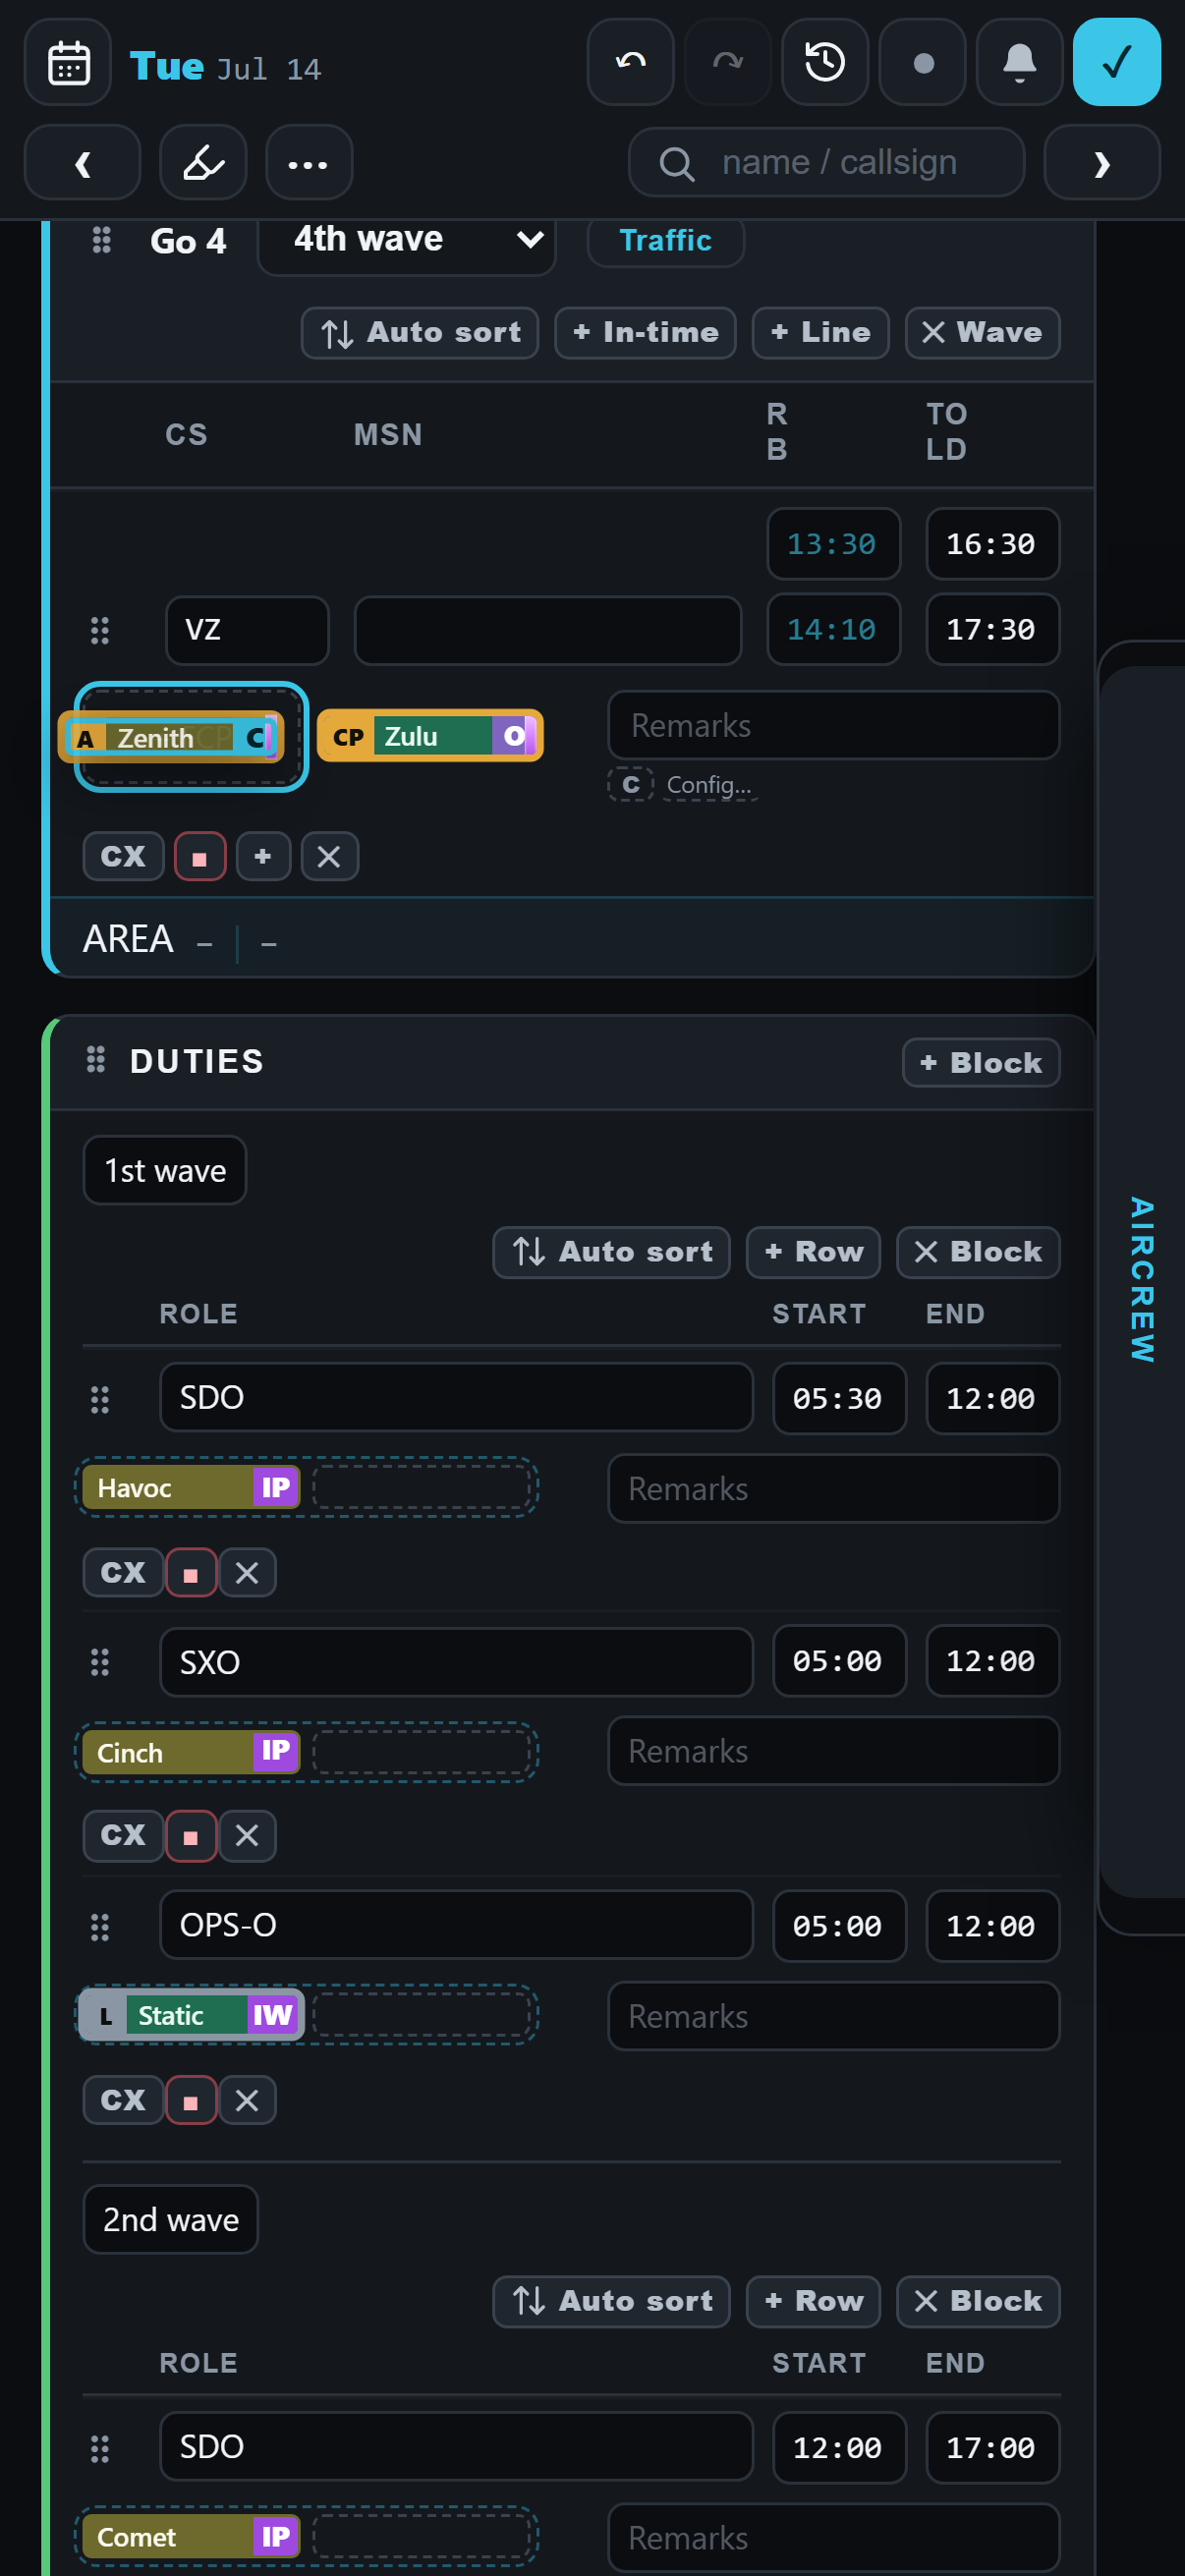 Tue Jul 14
name / callsign
Go 4 4th wave Traffic
Auto sort + In-time + Line Wave
CS MSN R B TO LD
13:30 16:30
VZ 14:10 17:30
A Zenith C CP Zulu O Remarks
C Config...
CX +
AREA – –
DUTIES + Block
1st wave
Auto sort + Row Block
ROLE START END
SDO 05:30 12:00
Havoc IP Remarks
CX
SXO 05:00 12:00
Cinch IP Remarks
CX
OPS-O 05:00 12:00
L Static IW Remarks
CX
2nd wave
Auto sort + Row Block
ROLE START END
SDO 12:00 17:00
Comet IP Remarks
AIRCREW